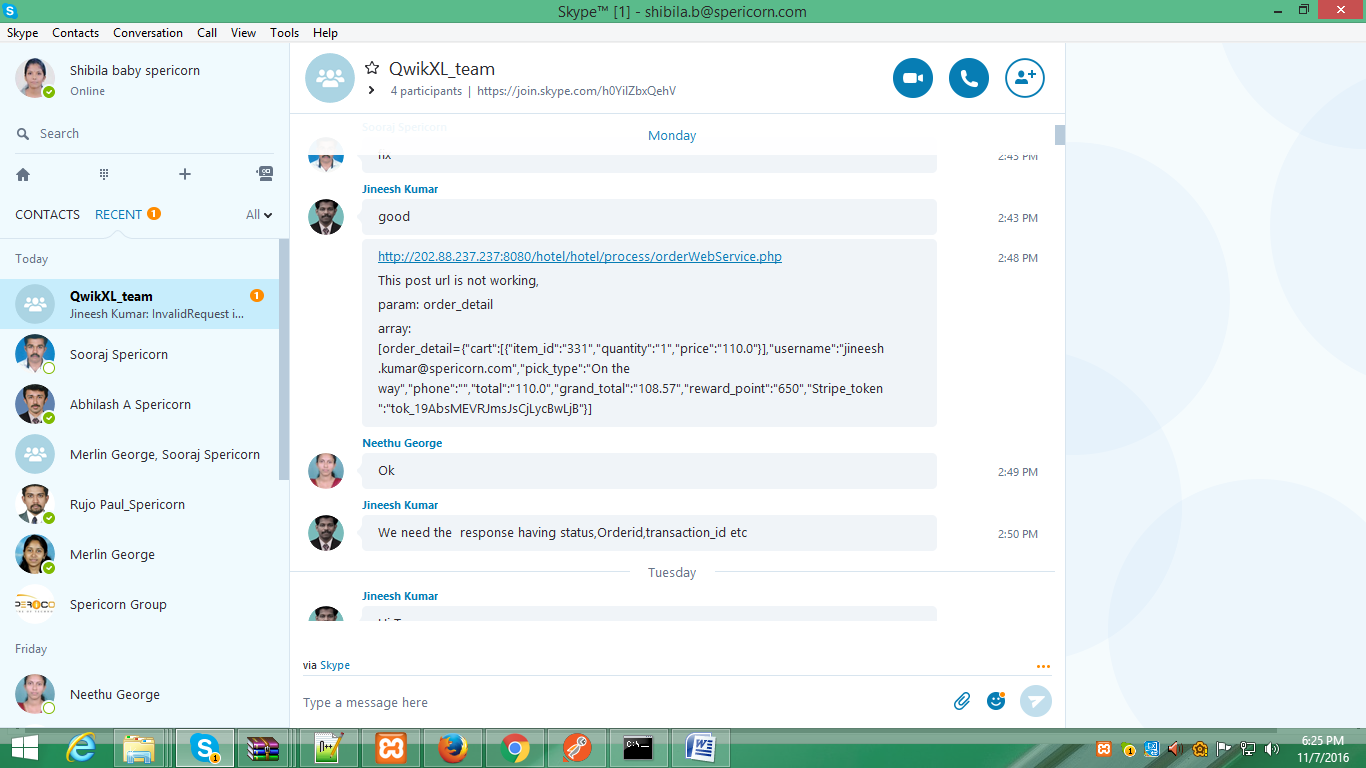 Skype™ [1] - shibila.b@spericorn.com
Skype Contacts Conversation Call View Tools Help
Shibila baby spericorn
Online
Search
CONTACTS RECENT 1 All
Today
QwikXL_team 1
Jineesh Kumar: InvalidRequest i...
Sooraj Spericorn
Abhilash A Spericorn
Merlin George, Sooraj Spericorn
Rujo Paul_Spericorn
Merlin George
Spericorn Group
Friday
Neethu George
QwikXL_team
4 participants | https://join.skype.com/h0YilZbxQehV
Sooraj Spericorn
Monday
2:43 PM
Jineesh Kumar
good 2:43 PM
http://202.88.237.237:8080/hotel/hotel/process/orderWebService.php 2:48 PM
This post url is not working,
param: order_detail
array:
[order_detail={"cart":[{"item_id":"331","quantity":"1","price":"110.0"}],"username":"jineesh
.kumar@spericorn.com","pick_type":"On the
way","phone":"","total":"110.0","grand_total":"108.57","reward_point":"650","Stripe_token
":"tok_19AbsMEVRJmsJsCjLycBwLjB"}]
Neethu George
Ok 2:49 PM
Jineesh Kumar
We need the  response having status,Orderid,transaction_id etc 2:50 PM
Tuesday
Jineesh Kumar
via Skype
Type a message here
6:25 PM
11/7/2016